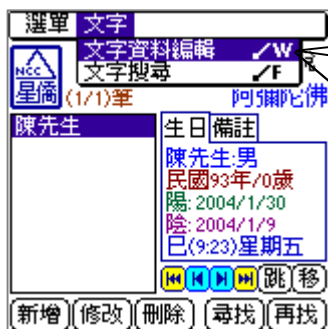 選單 文字
文字資料編輯 ／W
文字搜尋 ／F
NCC
星僑
(1/1)筆 阿彌陀佛
陳先生
生日 備註
陳先生:男
民國93年/0歲
陽: 2004/1/30
陰: 2004/1/9
巳(9:23)星期五
跳 移
新增 修改 刪除 尋找 再找